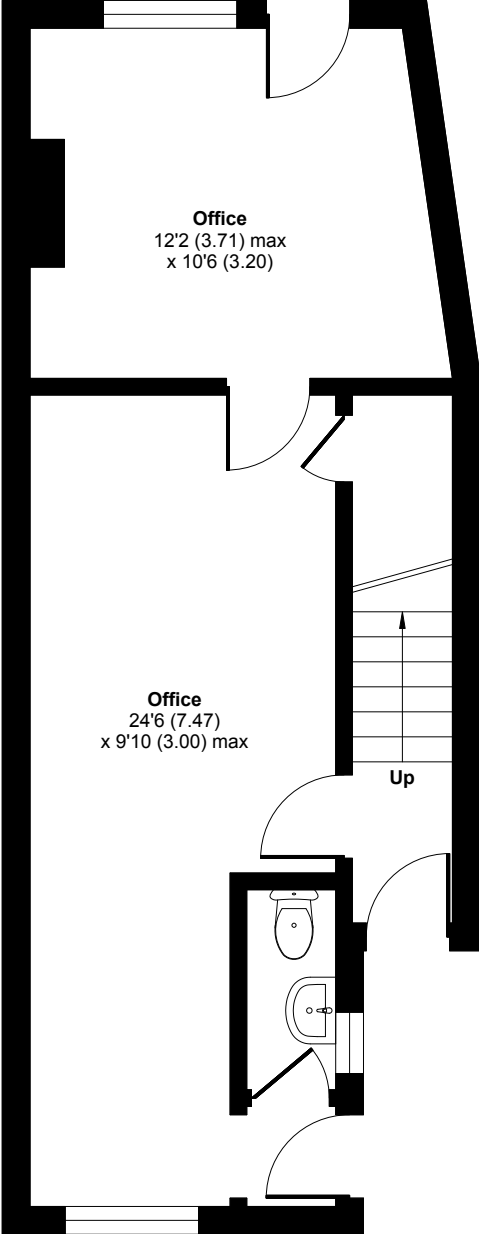 Office
12'2 (3.71) max
x 10'6 (3.20)
Office
24'6 (7.47)
x 9'10 (3.00) max
Up